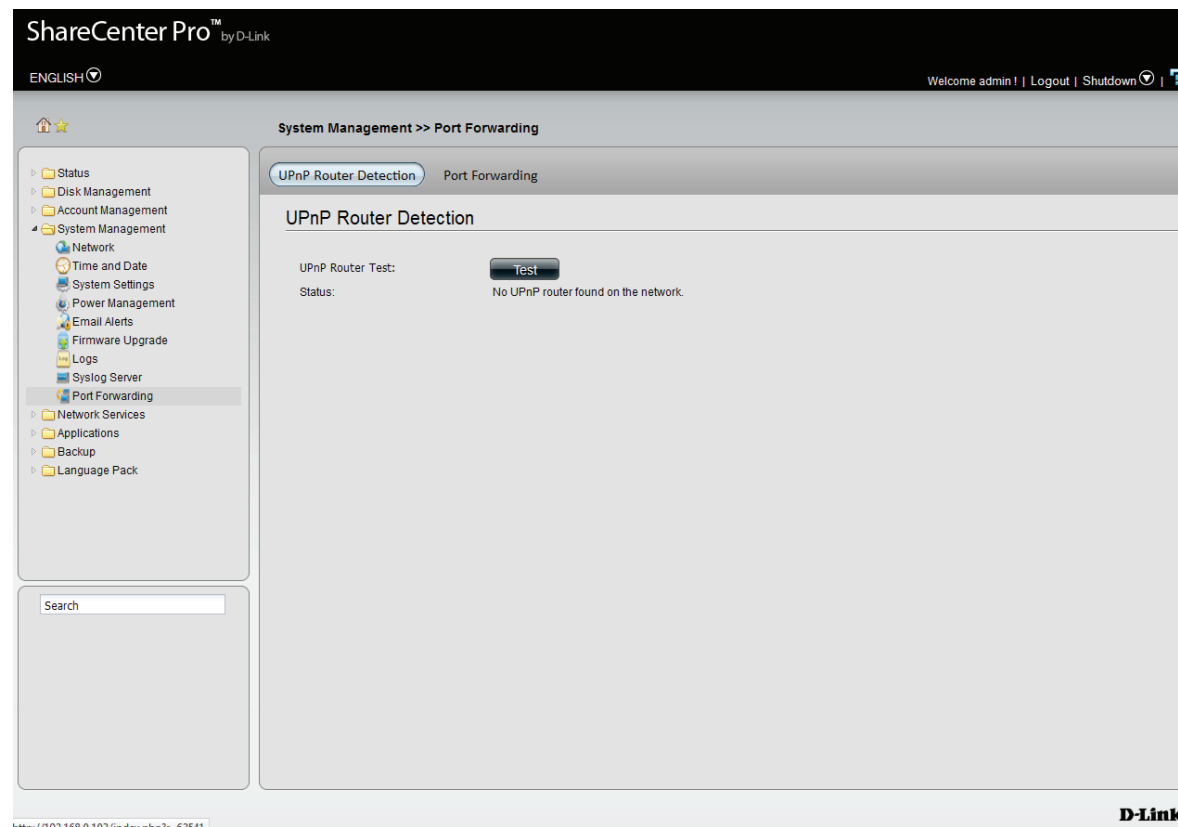 ShareCenter Pro™ by D-Link
ENGLISH
Welcome admin ! | Logout | Shutdown |
System Management >> Port Forwarding
Status
Disk Management
Account Management
System Management
Network
Time and Date
System Settings
Power Management
Email Alerts
Firmware Upgrade
Logs
Syslog Server
Port Forwarding
Network Services
Applications
Backup
Language Pack
Search
UPnP Router Detection Port Forwarding
UPnP Router Detection
UPnP Router Test: Test
Status: No UPnP router found on the network.
D-Link